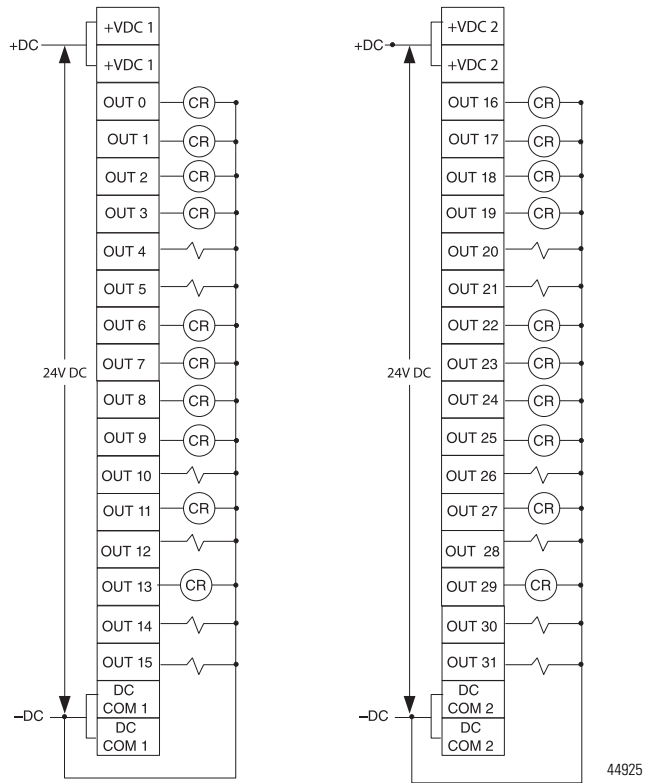 +VDC 1
+DC
+VDC 1
OUT 0 CR
OUT 1 CR
OUT 2 CR
OUT 3 CR
OUT 4
OUT 5
OUT 6 CR
OUT 7 CR
24V DC
OUT 8 CR
OUT 9 CR
OUT 10
OUT 11 CR
OUT 12
OUT 13 CR
OUT 14
OUT 15
DC
COM 1
–DC
DC
COM 1
+VDC 2
+DC
+VDC 2
OUT 16 CR
OUT 17 CR
OUT 18 CR
OUT 19 CR
OUT 20
OUT 21
OUT 22 CR
OUT 23 CR
24V DC
OUT 24 CR
OUT 25 CR
OUT 26
OUT 27 CR
OUT 28
OUT 29 CR
OUT 30
OUT 31
DC
COM 2
–DC
DC
COM 2
44925